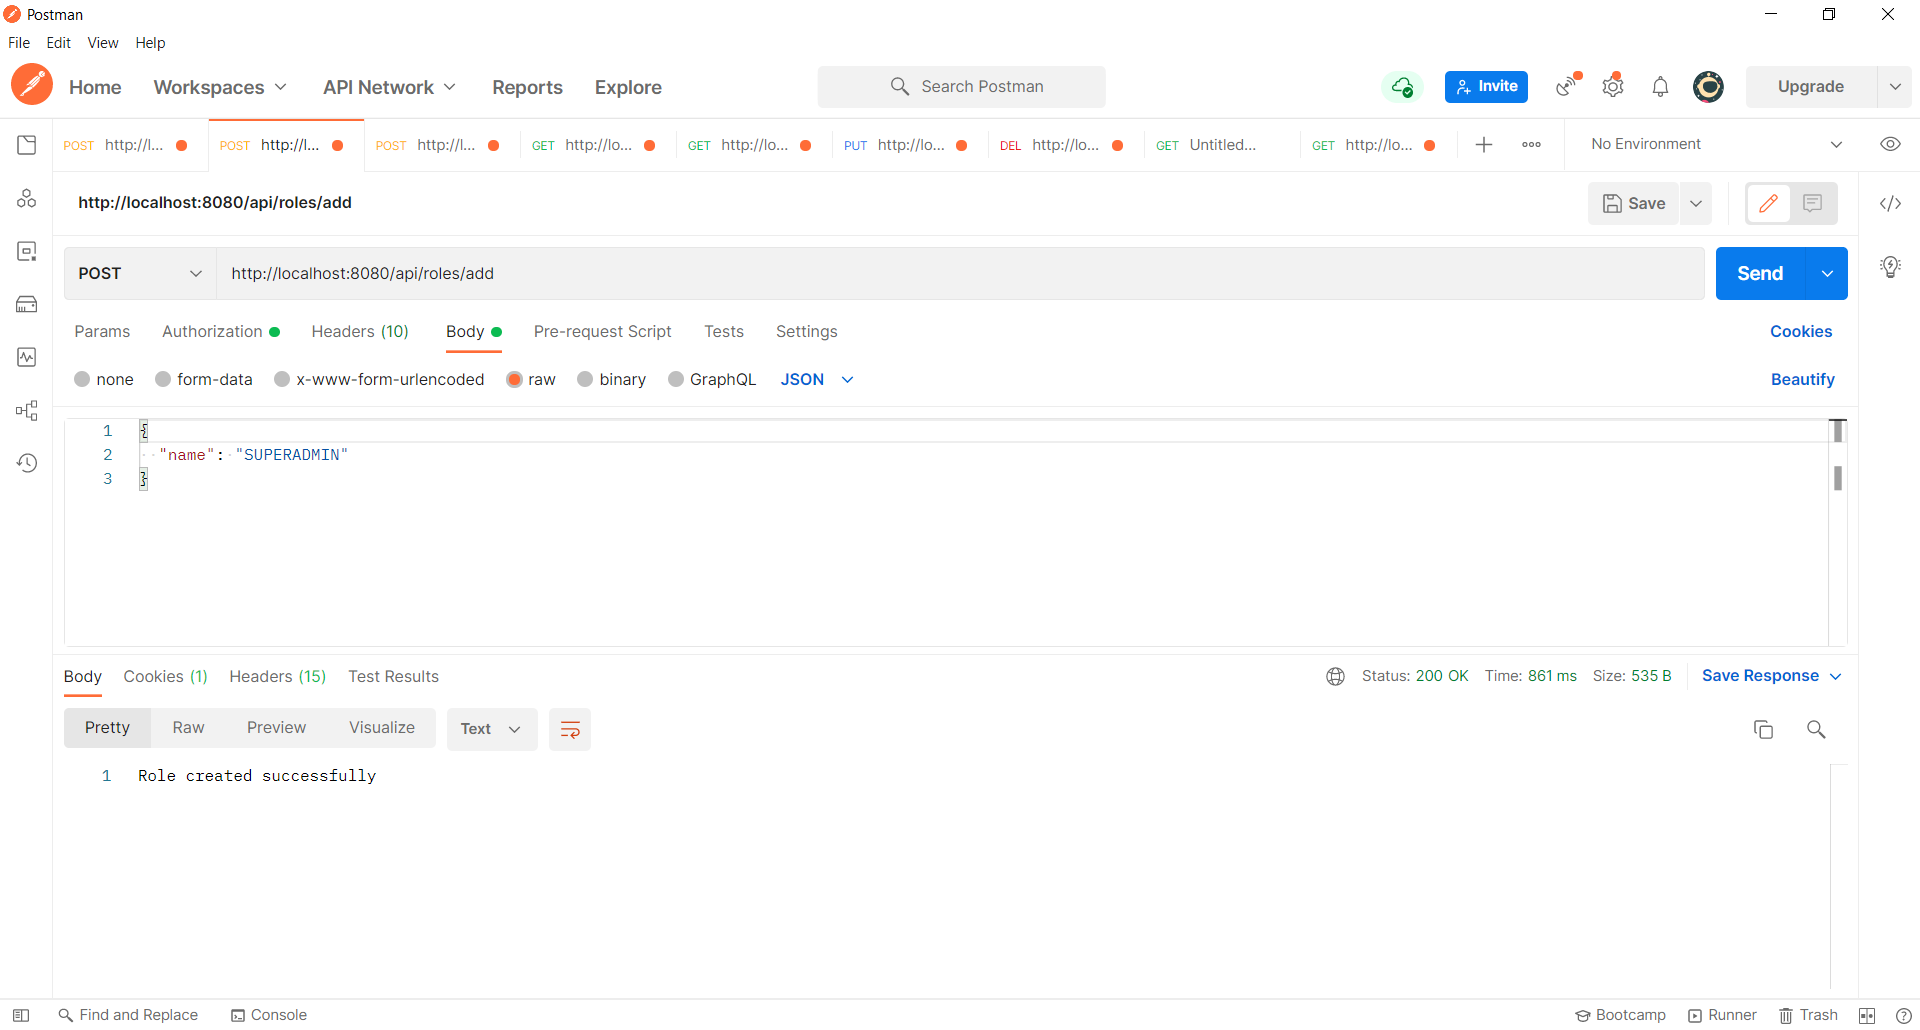 Postman
File Edit View Help
Home Workspaces API Network Reports Explore Search Postman Invite Upgrade
POST http://l... POST http://l... POST http://l... GET http://lo... GET http://lo... PUT http://lo... DEL http://lo... GET Untitled... GET http://lo... No Environment
http://localhost:8080/api/roles/add Save
POST http://localhost:8080/api/roles/add Send
Params Authorization Headers (10) Body Pre-request Script Tests Settings Cookies
none form-data x-www-form-urlencoded raw binary GraphQL JSON Beautify
1 {
2 "name": "SUPERADMIN"
3 }
Body Cookies (1) Headers (15) Test Results Status: 200 OK Time: 861 ms Size: 535 B Save Response
Pretty Raw Preview Visualize Text
1 Role created successfully
Find and Replace Console Bootcamp Runner Trash